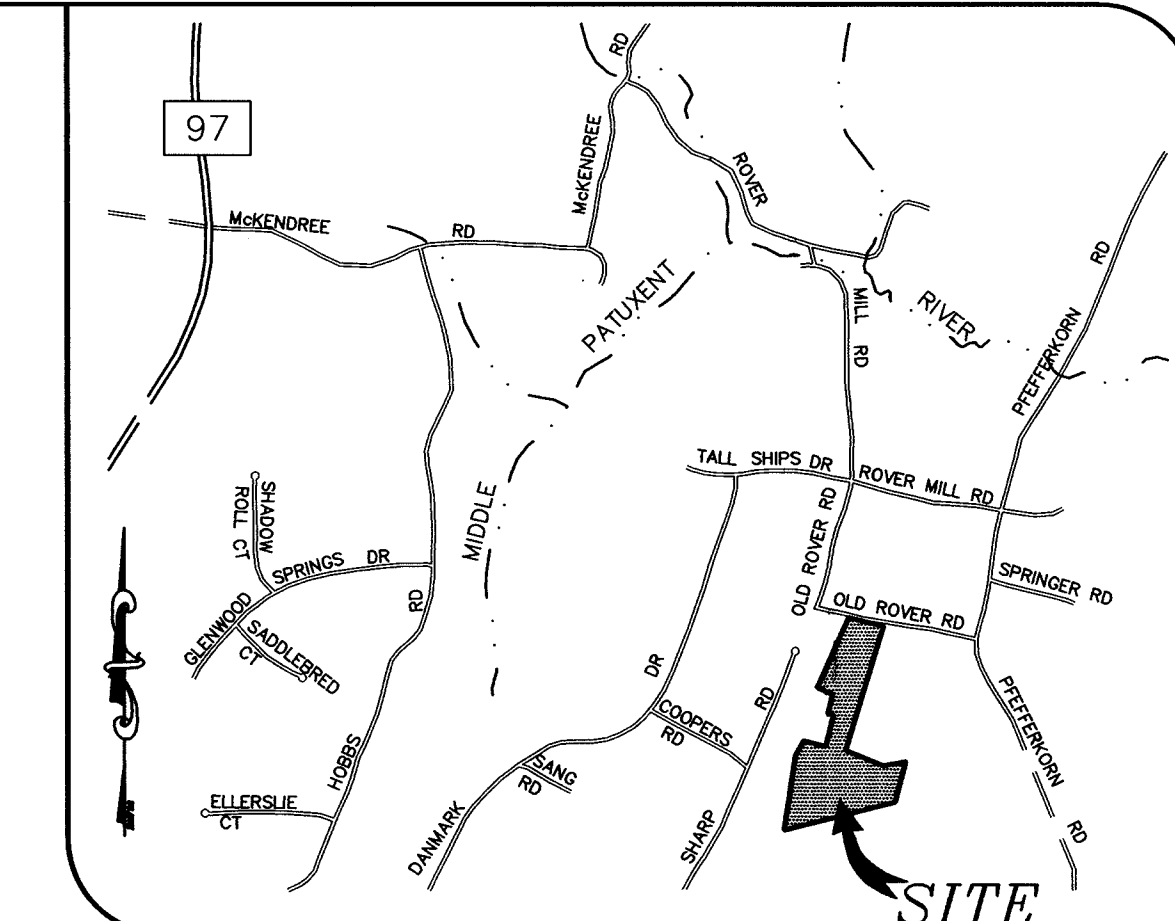 RD
97
McKENDREE
ROVER
McKENDREE
RD
RD
PATUXENT
MILL RD
RIVER
PFEFFERKORN
TALL SHIPS DR
ROVER MILL RD
SHADOW
ROLL CT
MIDDLE
OLD ROVER RD
SPRINGS DR
GLENWOOD
RD
SPRINGER RD
OLD ROVER RD
SADDLEBRED
CT
DR
RD
COOPERS
RD
PFEFFERKORN
RD
HOBBS
SANG
RD
ELLERSLIE
CT
DANMARK
SHARP
SITE